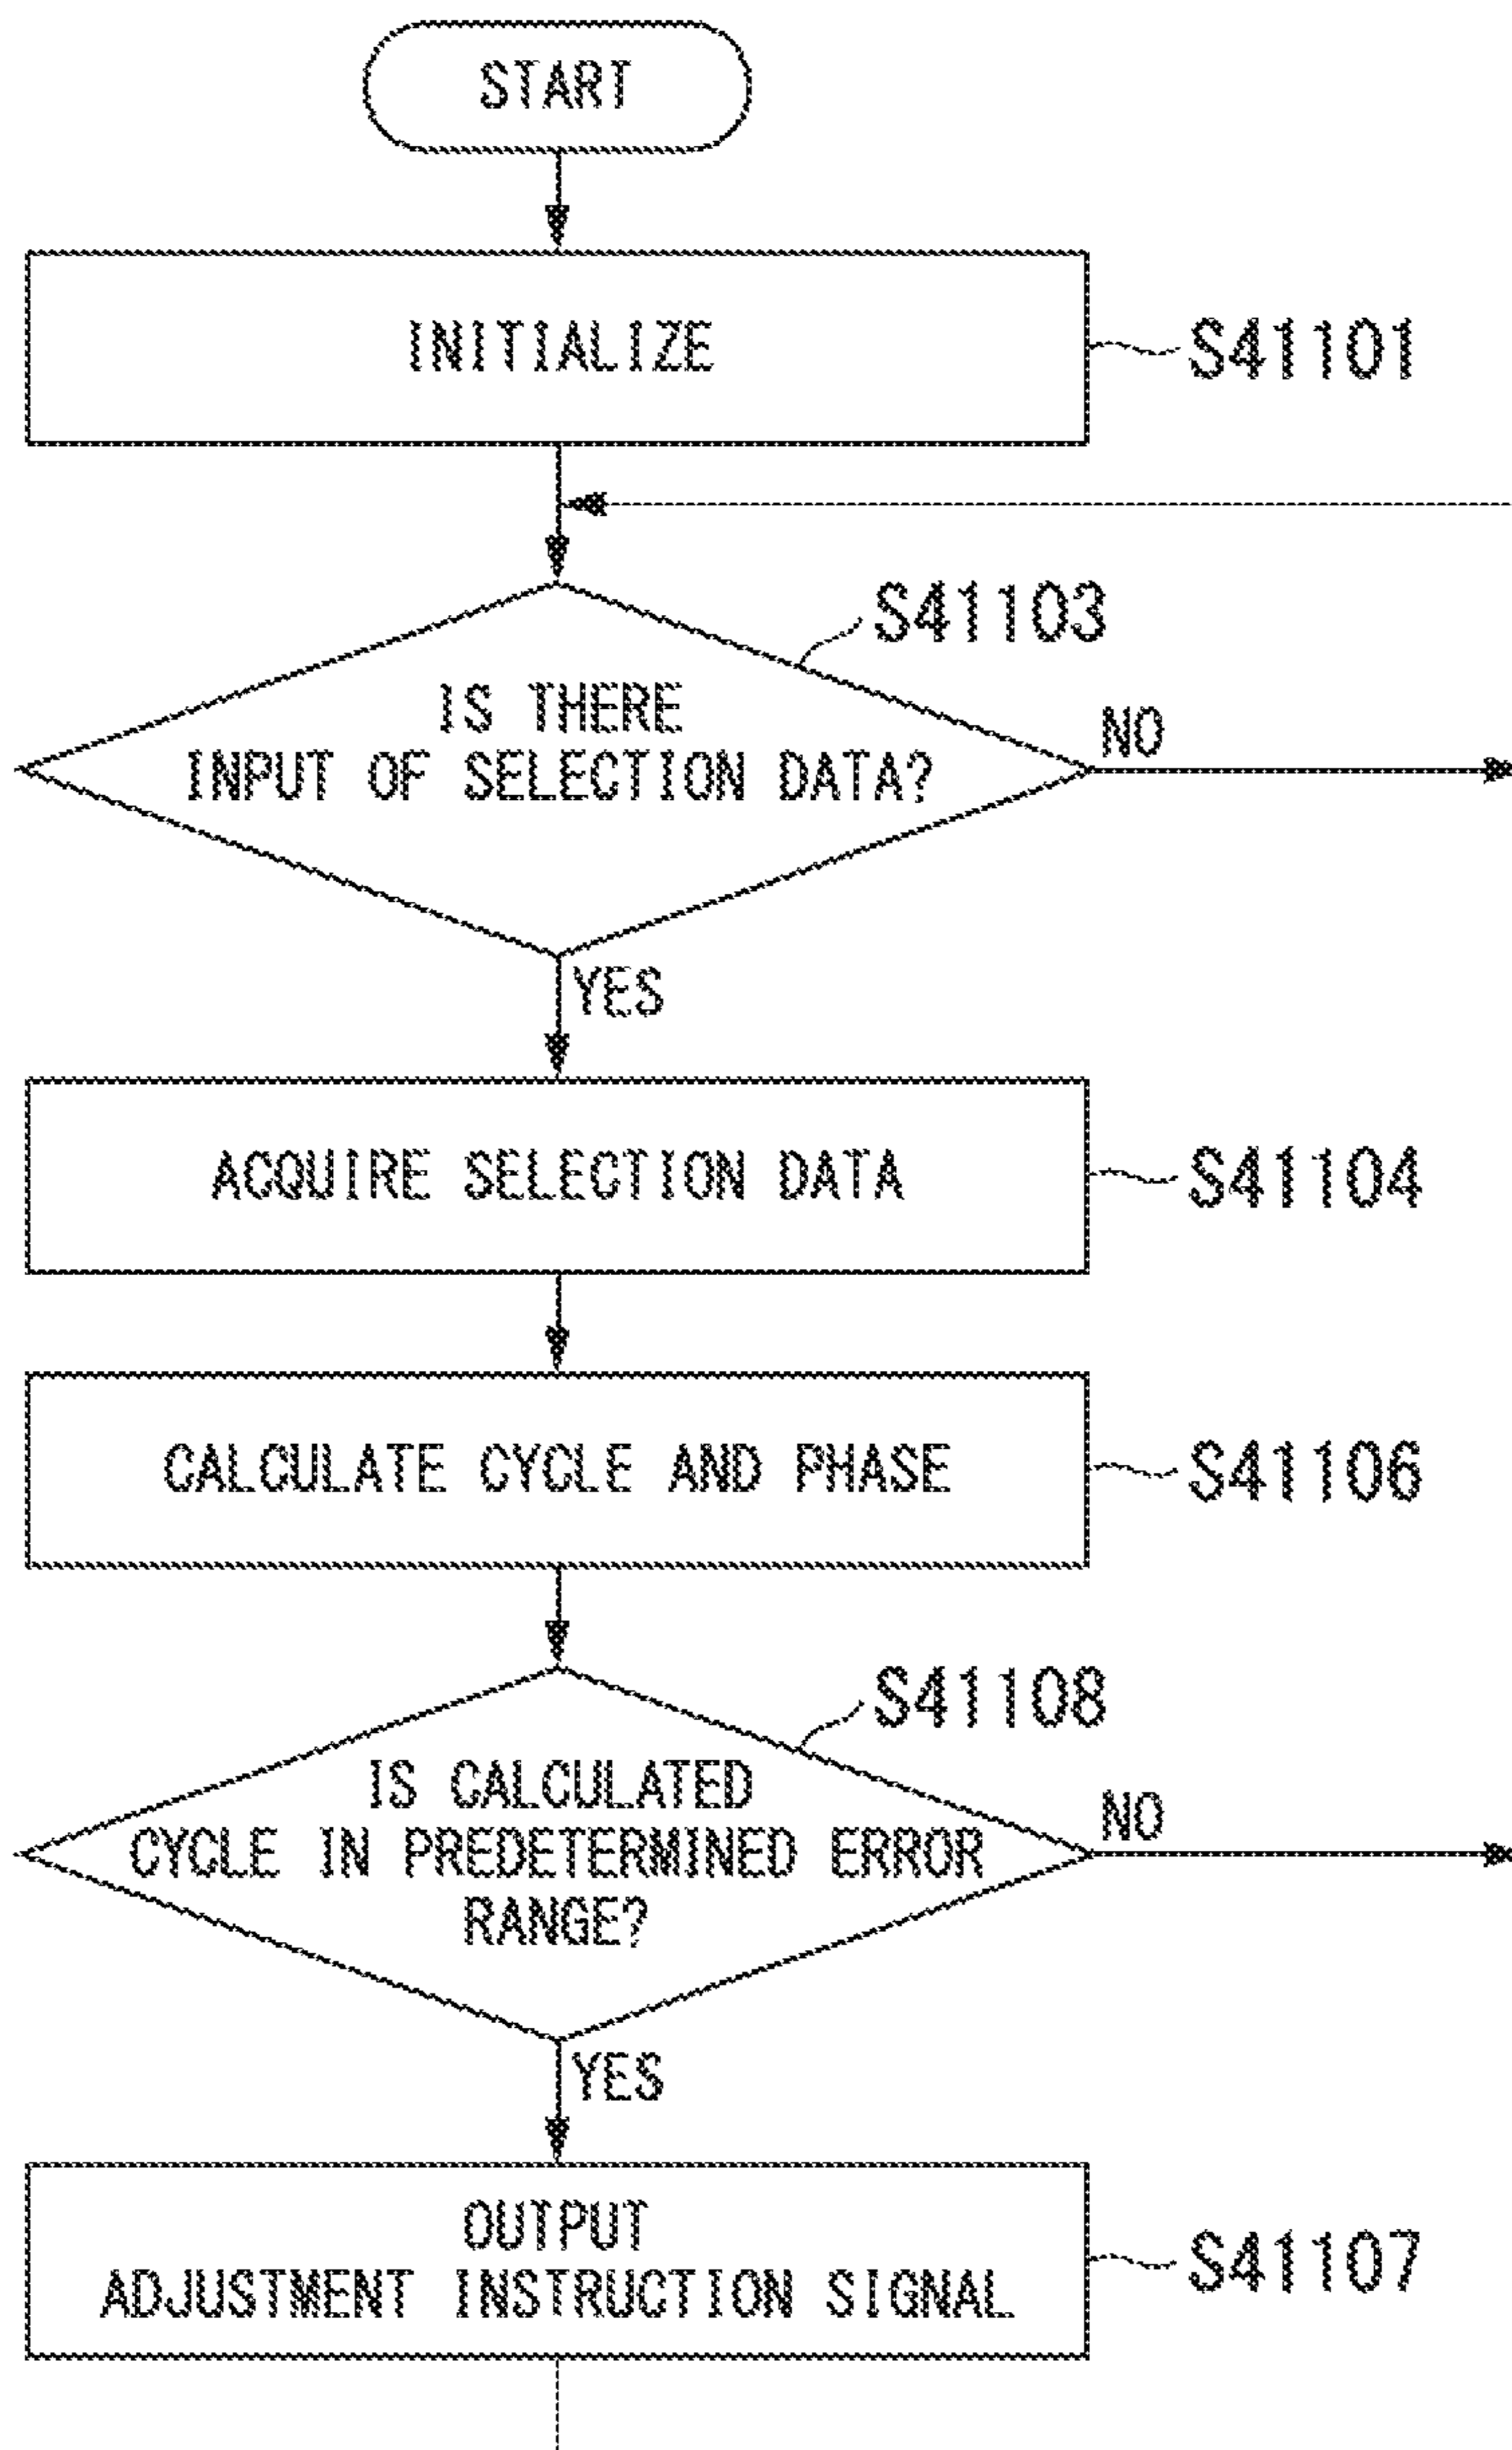 START
INITIALIZE
S41101
S41103
IS THERE
INPUT OF SELECTION DATA?
NO
YES
ACQUIRE SELECTION DATA
S41104
CALCULATE CYCLE AND PHASE
S41106
S41108
IS CALCULATED
CYCLE IN PREDETERMINED ERROR
RANGE?
NO
YES
OUTPUT
ADJUSTMENT INSTRUCTION SIGNAL
S41107